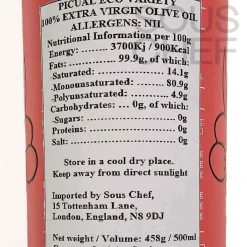 PICUAL ECO VARIETY
100% EXTRA VIRGIN OLIVE OIL
ALLERGENS: NIL
Nutritional Information per 100g
Energy: 3700Kj / 900Kcal
Fats: 99.9g, of which:
-Saturated: 14.1g
-Monounsaturated: 80.9g
-Polyunsaturated: 4.9g
Carbohydrates: 0g, of which:
-Sugars: 0g
Proteins: 0g
Salt: 0g
Store in a cool dry place.
Keep away from direct sunlight
Imported by Sous Chef,
15 Tottenham Lane,
London, England, N8 9DJ
Net weight / Volume: 458g / 500ml